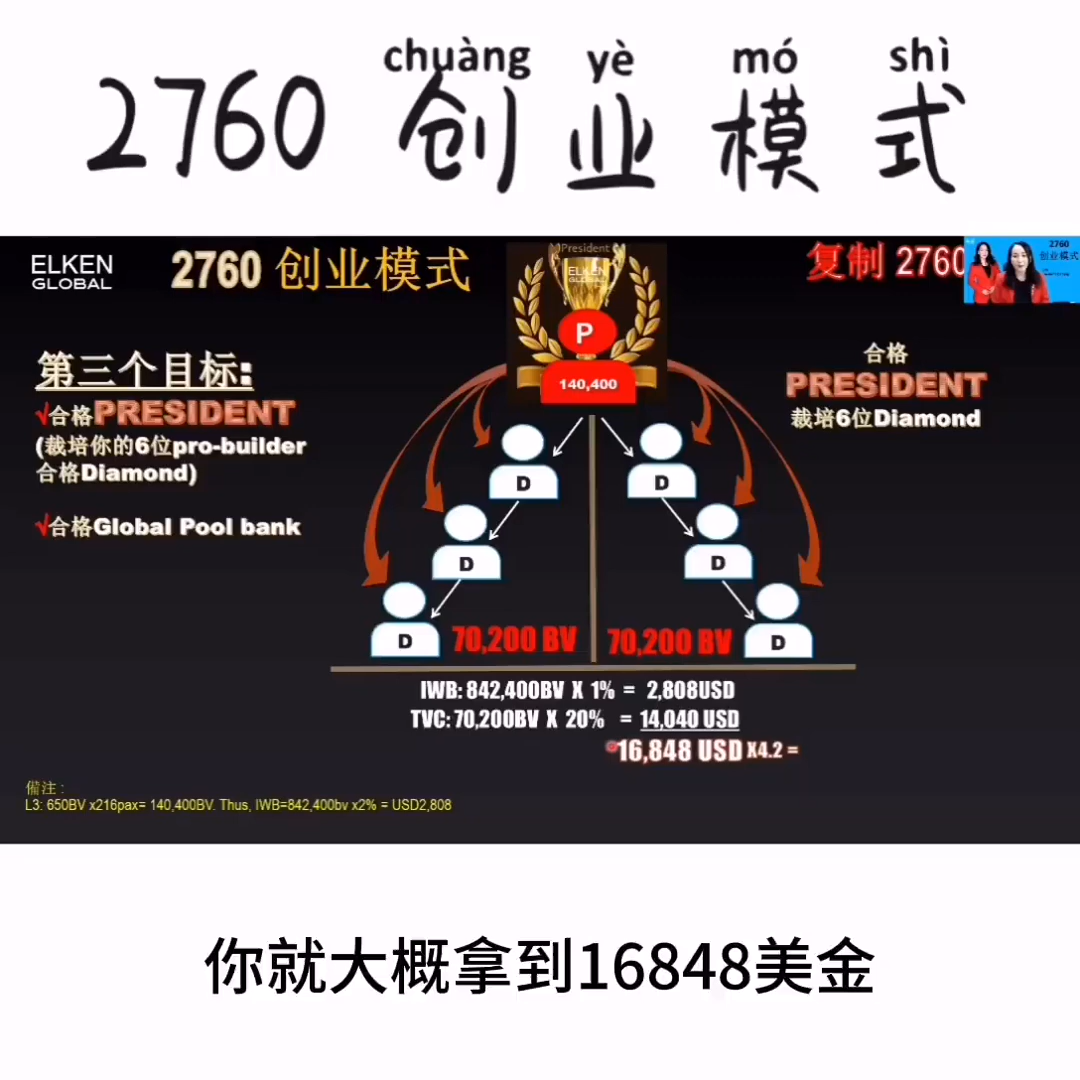 chuàng yè mó shì
2760 创业模式
ELKEN
GLOBAL
2760 创业模式
President
ELKEN
GLOBAL
复制 2760
2760
创业模式
P
140,400
第三个目标:
√合格PRESIDENT
(栽培你的6位pro-builder
合格Diamond)
√合格Global Pool bank
合格
PRESIDENT
栽培6位Diamond
D
D
D
D
D
D
70,200 BV
70,200 BV
IWB: 842,400BV X 1% = 2,808USD
TVC: 70,200BV X 20% = 14,040 USD
16,848 USD X4.2 =
備注 :
L3: 650BV x216pax= 140,400BV. Thus, IWB=842,400bv x2% = USD2,808
你就大概拿到16848美金